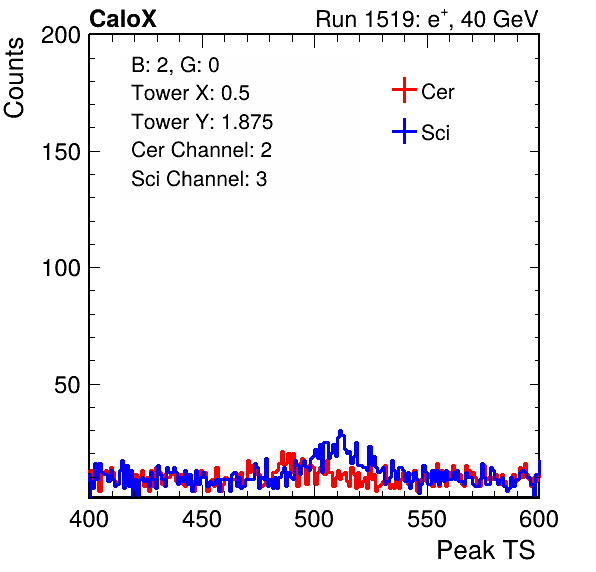 CaloX Run 1519: e⁺, 40 GeV
B: 2, G: 0
Tower X: 0.5
Tower Y: 1.875
Cer Channel: 2
Sci Channel: 3
Cer
Sci
Counts
200
150
100
50
400 450 500 550 600
Peak TS